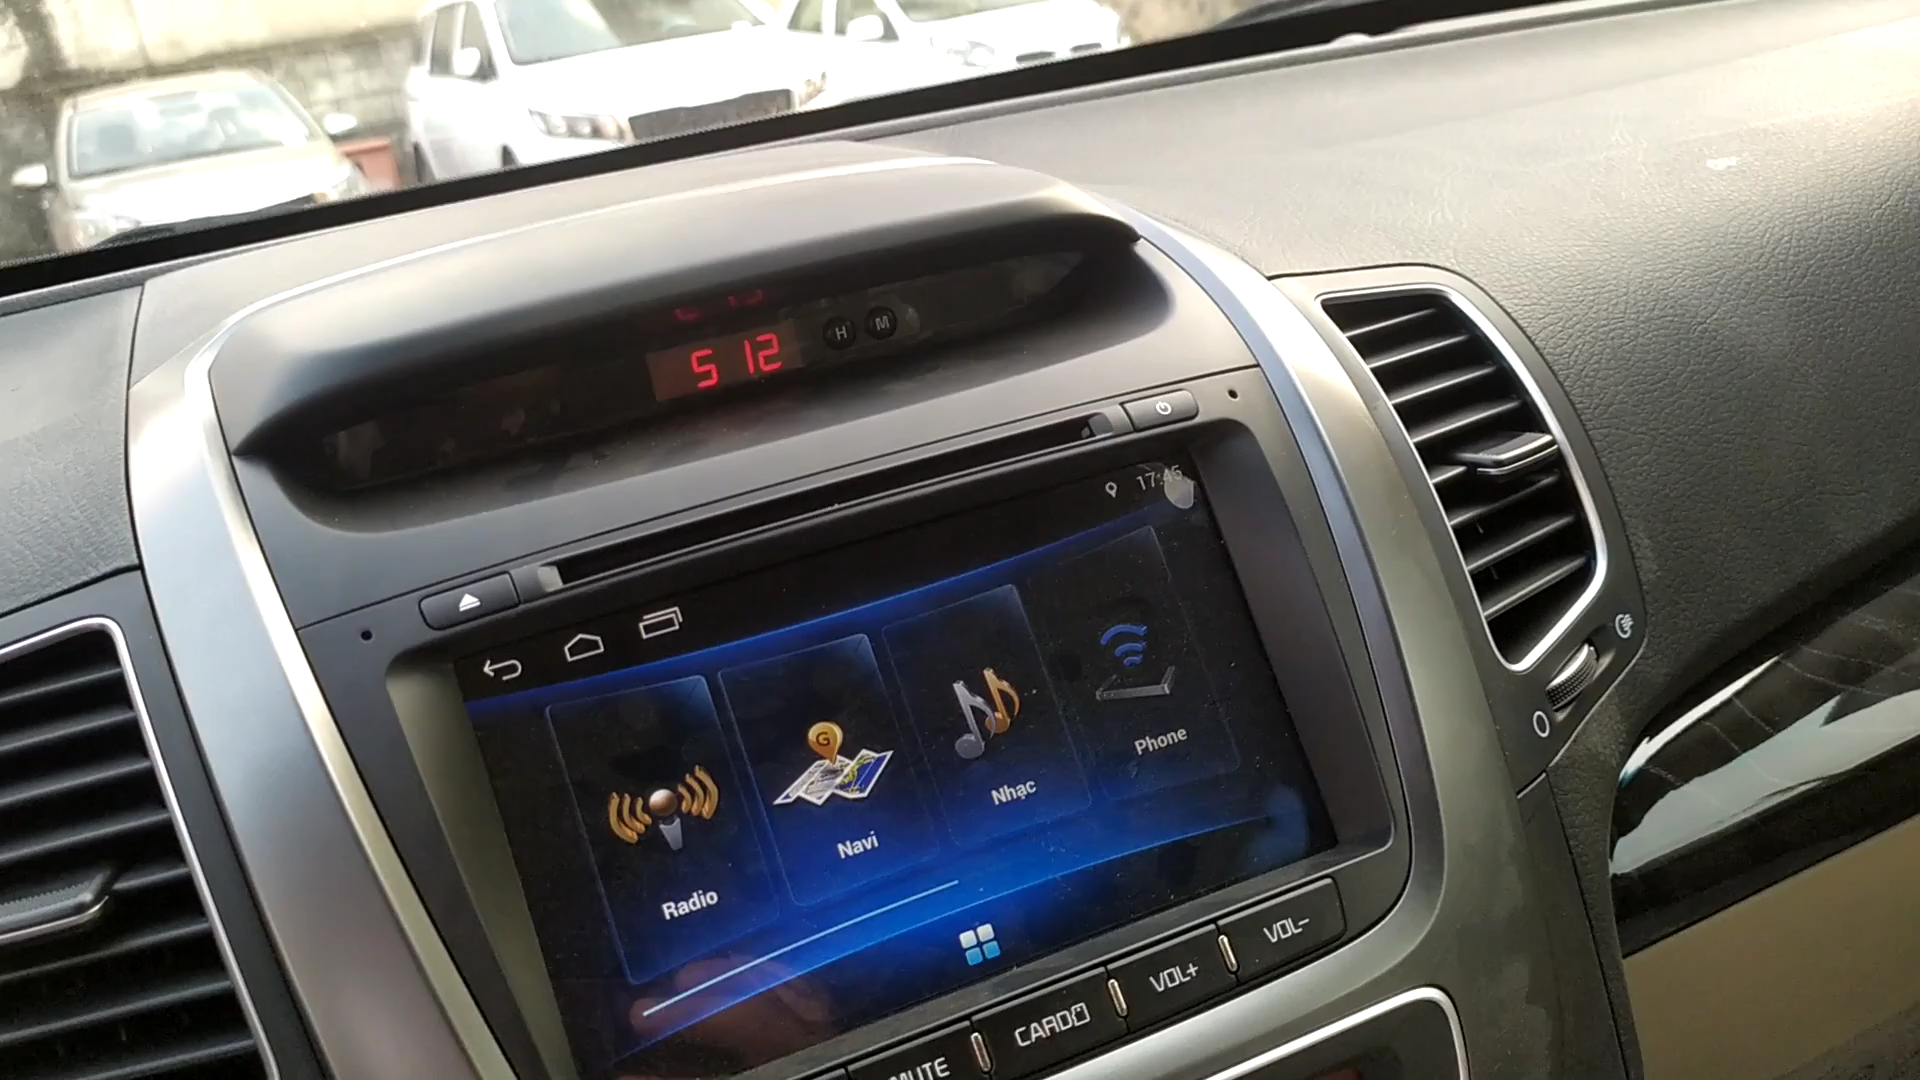 5 12
H M
17:45
G
Radio
Navi
Nhạc
Phone
MUTE
CARD
VOL+
VOL-